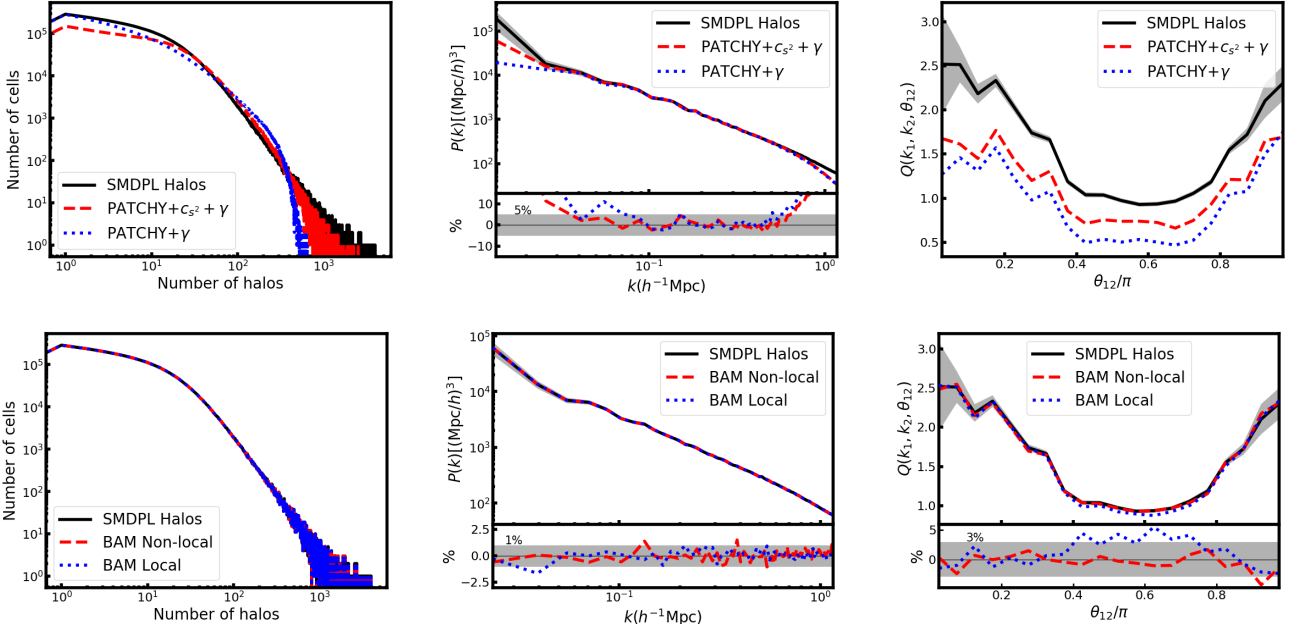 Number of cells
10⁵
10⁴
10³
10²
10¹
10⁰
SMDPL Halos
PATCHY+cₛ² + γ
PATCHY+γ
10⁰
10¹
10²
10³
Number of halos
P(k)[(Mpc/h)³]
10⁵
10⁴
10³
10²
SMDPL Halos
PATCHY+cₛ² + γ
PATCHY+γ
%
10
0
−10
5%
10⁻¹
10⁰
k(h⁻¹Mpc)
Q(k₁, k₂, θ₁₂)
3.0
2.5
2.0
1.5
1.0
0.5
SMDPL Halos
PATCHY+cₛ² + γ
PATCHY+γ
0.2
0.4
0.6
0.8
θ₁₂/π
Number of cells
10⁵
10⁴
10³
10²
10¹
10⁰
SMDPL Halos
BAM Non-local
BAM Local
10⁰
10¹
10²
10³
Number of halos
P(k)[(Mpc/h)³]
10⁵
10⁴
10³
10²
SMDPL Halos
BAM Non-local
BAM Local
%
2.5
0.0
−2.5
1%
10⁻¹
10⁰
k(h⁻¹Mpc)
Q(k₁, k₂, θ₁₂)
3.0
2.5
2.0
1.5
1.0
SMDPL Halos
BAM Non-local
BAM Local
%
5
0
3%
0.2
0.4
0.6
0.8
θ₁₂/π